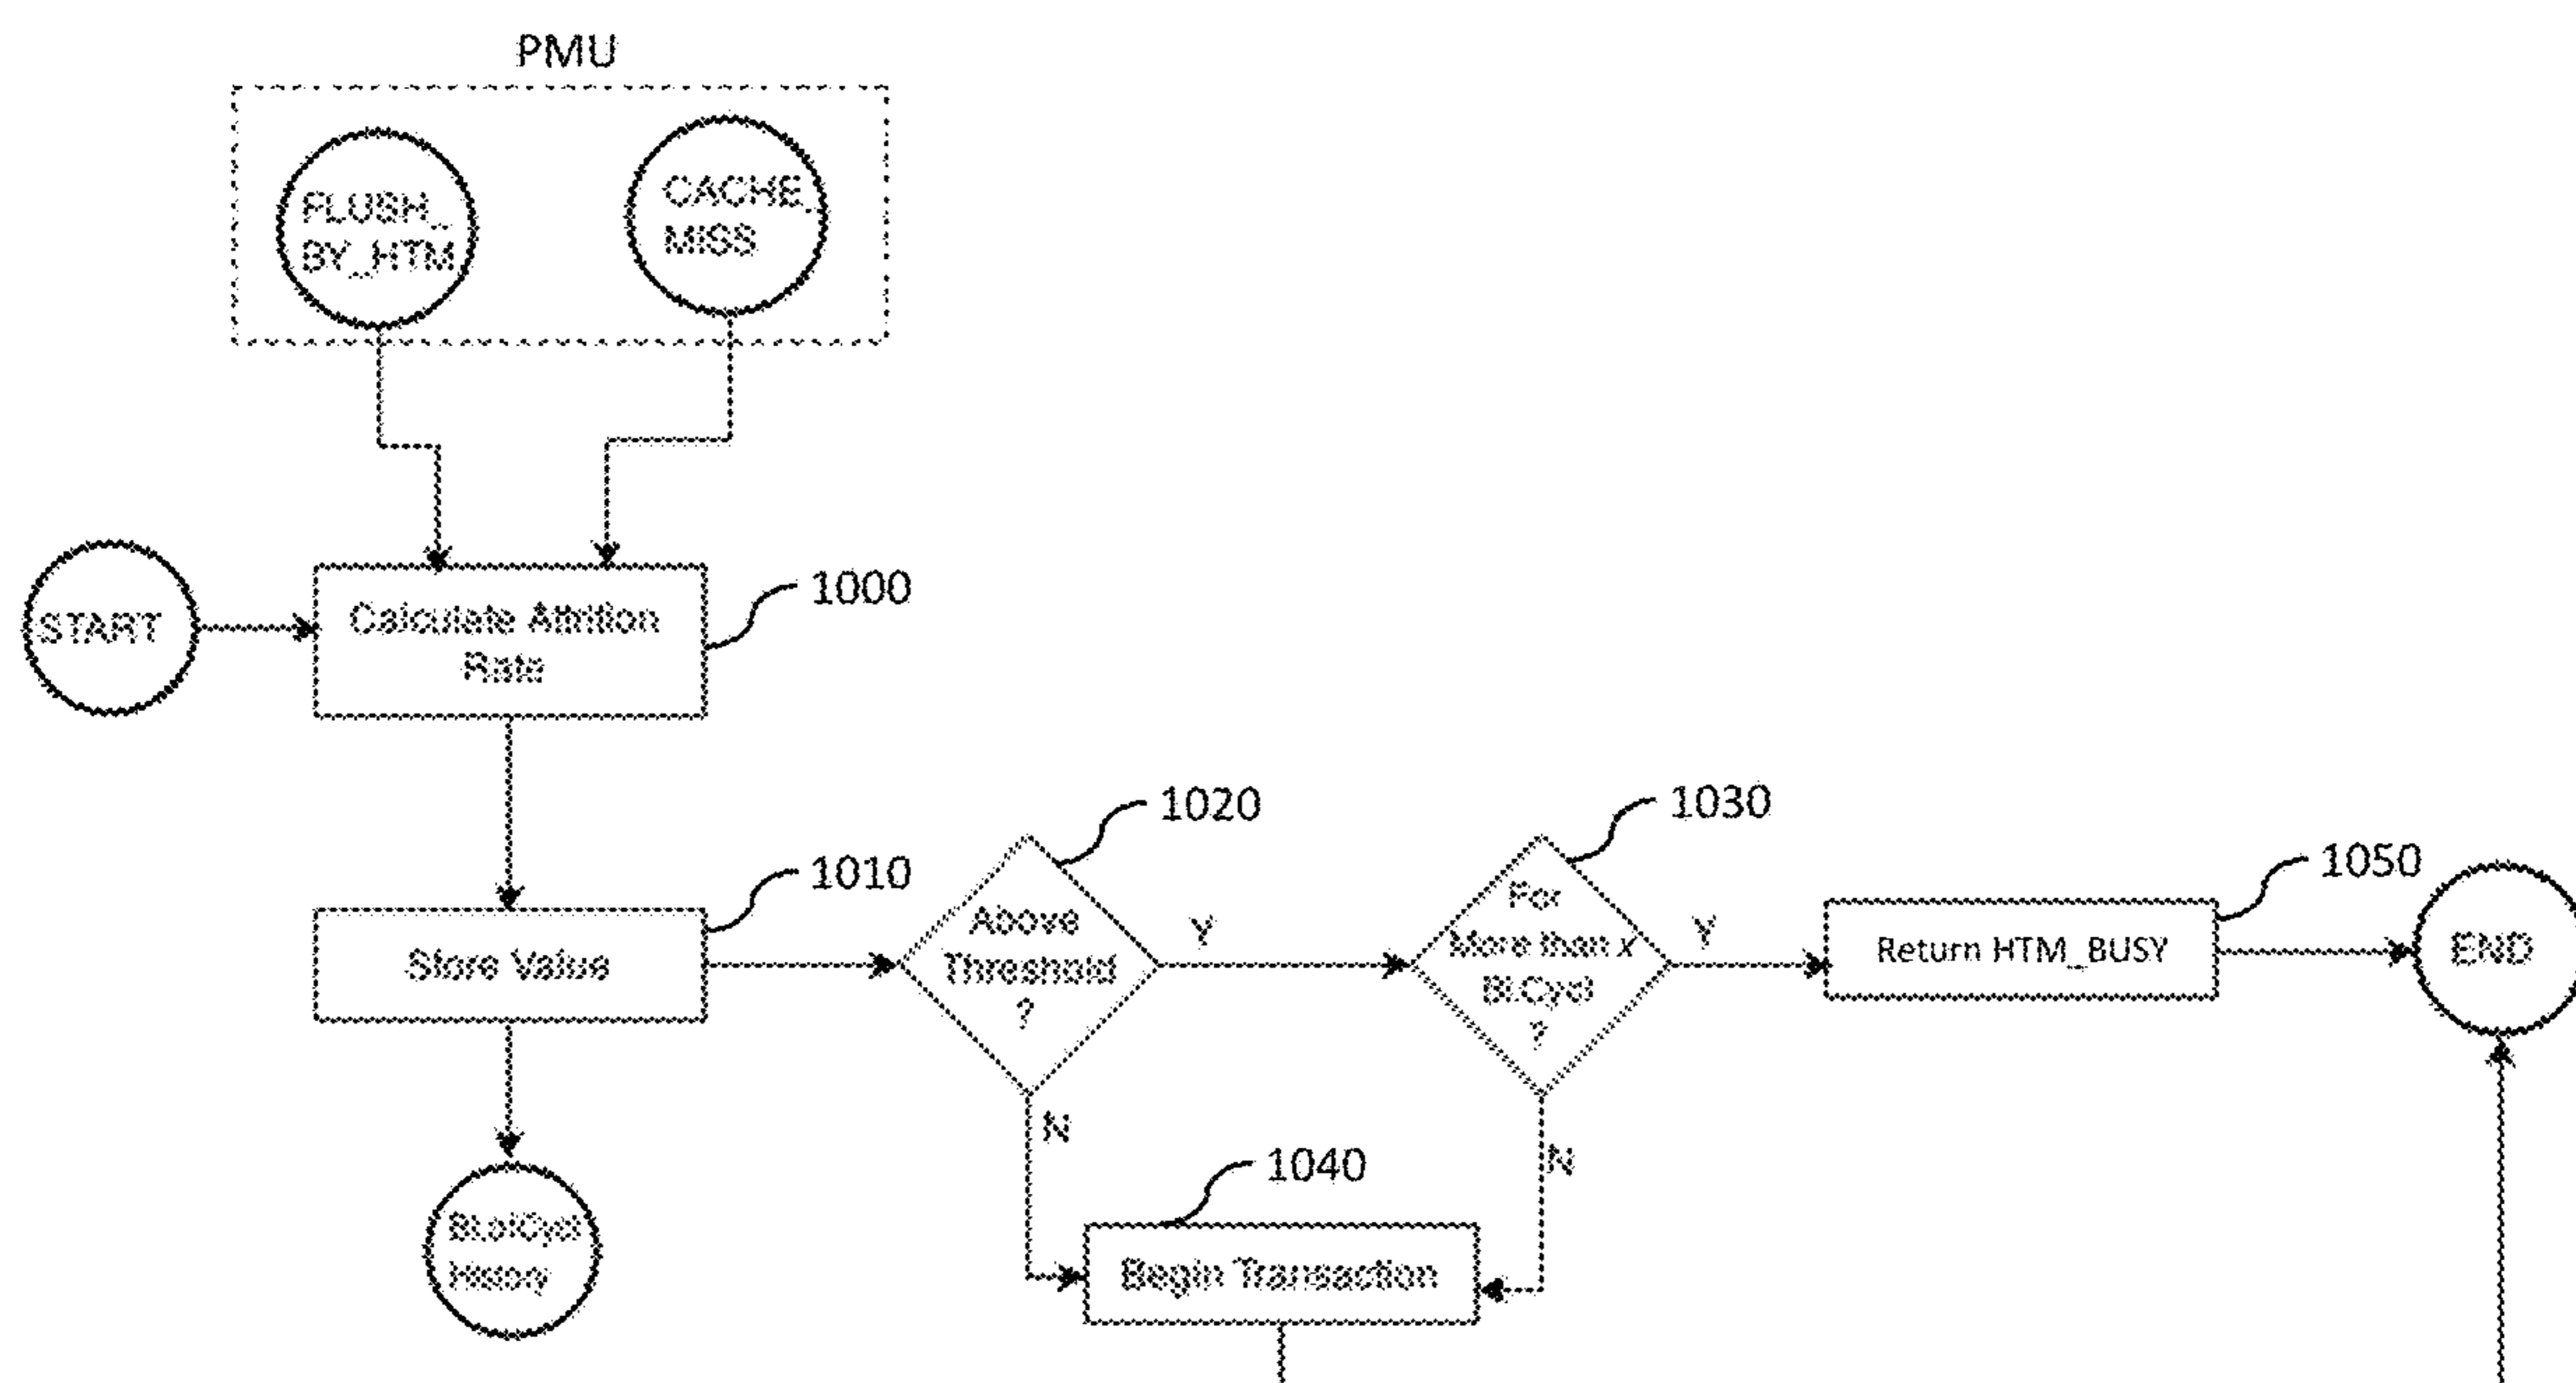 PMU
FLUSH_
BY_HTM
CACHE_
MISS
START
Calculate Attrition
Rate
1000
Store Value
1010
Above
Threshold
?
1020
Y
N
For
More than x
?
1030
Y
N
Return HTM_BUSY
1050
END
History
Begin Transaction
1040